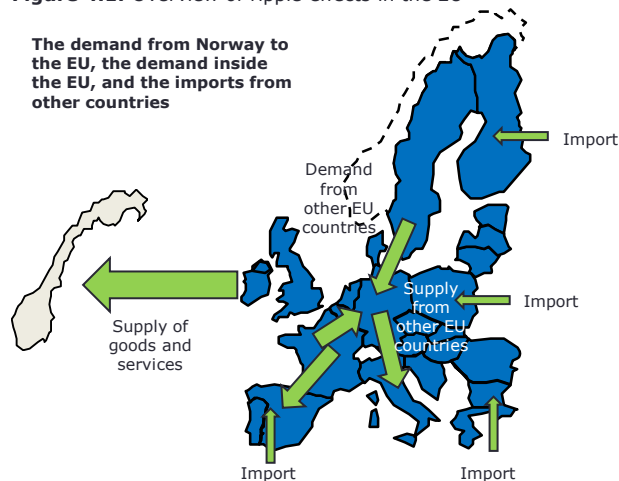 The demand from Norway to
the EU, the demand inside
the EU, and the imports from
other countries
Import
Demand
from
other EU
countries
Supply
from
other EU
countries
Import
Supply of
goods and
services
Import
Import